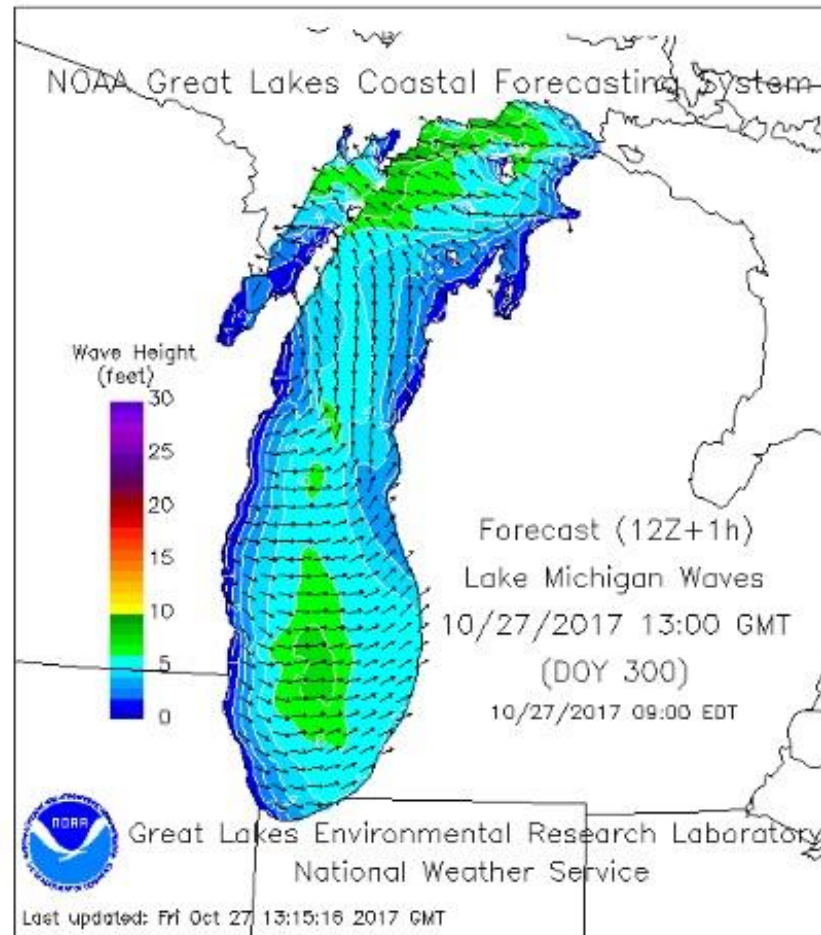 NOAA Great Lakes Coastal Forecasting System
Wave Height
(feet)
30
25
20
15
10
5
0
Forecast (12Z+1h)
Lake Michigan Waves
10/27/2017 13:00 GMT
(DOY 300)
10/27/2017 09:00 EDT
NOAA
Great Lakes Environmental Research Laboratory
National Weather Service
Last updated: Fri Oct 27 13:15:16 2017 GMT